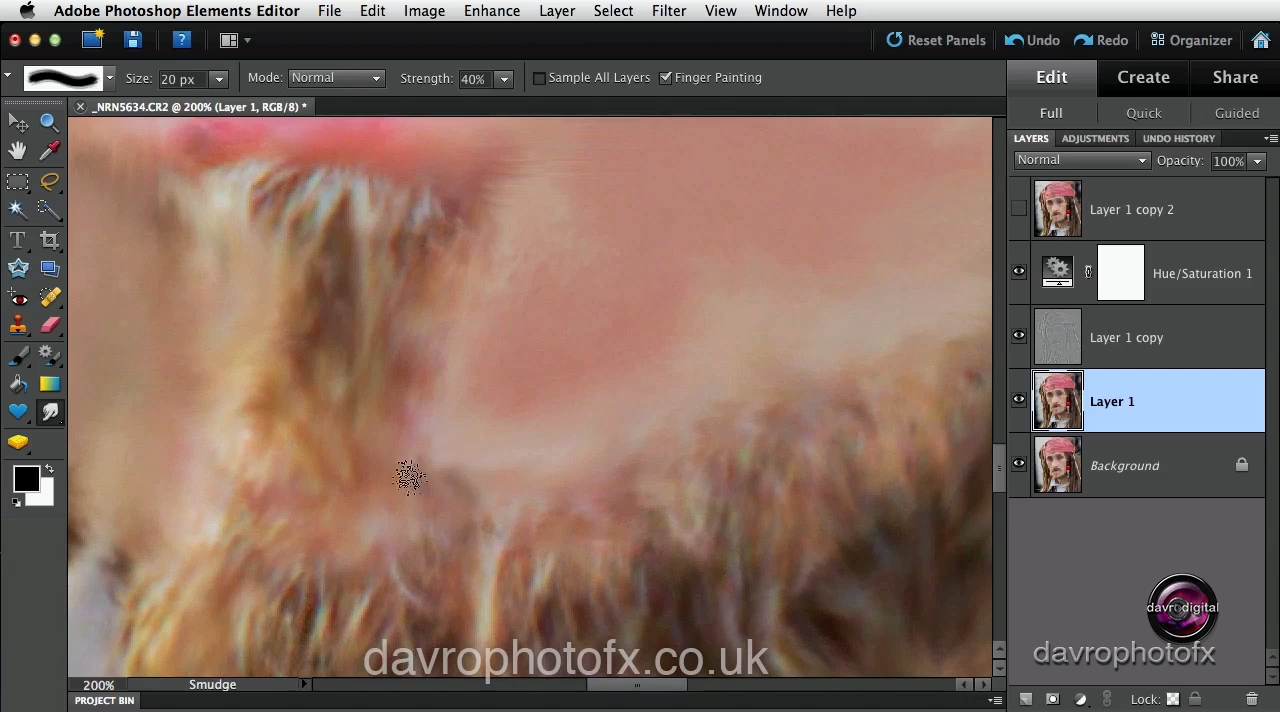 Adobe Photoshop Elements Editor File Edit Image Enhance Layer Select Filter View Window Help
? Reset Panels Undo Redo Organizer
Size: 20 px Mode: Normal Strength: 40% Sample All Layers Finger Painting
Edit Create Share
_NRN5634.CR2 @ 200% (Layer 1, RGB/8) *
Full Quick Guided
LAYERS ADJUSTMENTS UNDO HISTORY
Normal Opacity: 100%
Layer 1 copy 2
T
Hue/Saturation 1
Layer 1 copy
Layer 1
Background
davrodigital
davrophotofx.co.uk
davrophotofx
200% Smudge
PROJECT BIN
Lock: